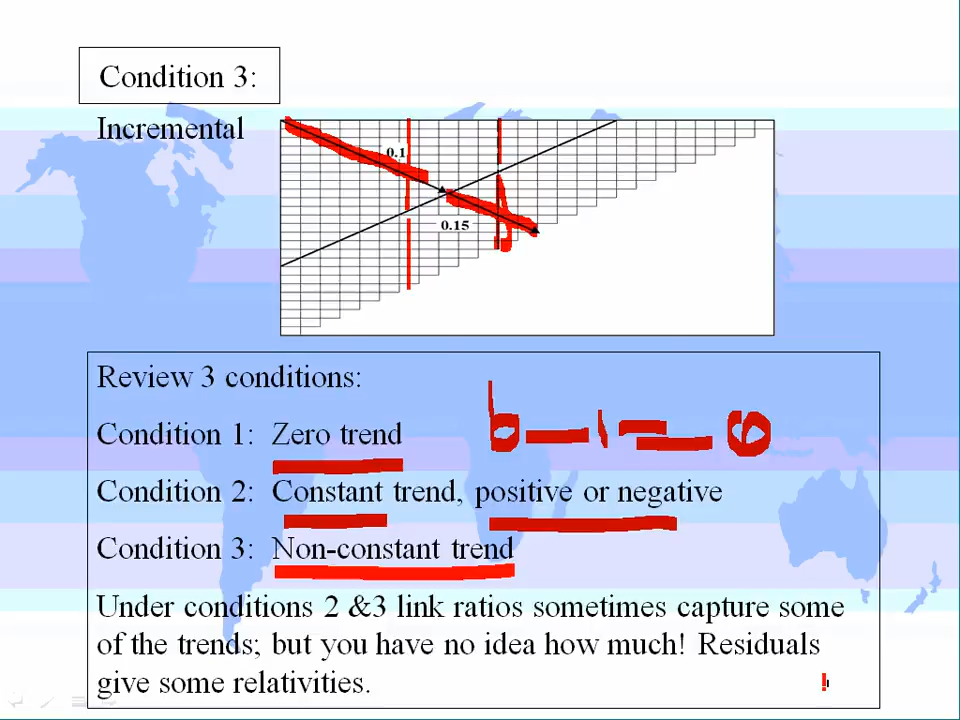 Condition 3:
Incremental
0.1
0.15
Review 3 conditions:
Condition 1: Zero trend
Condition 2: Constant trend, positive or negative
Condition 3: Non-constant trend
Under conditions 2 &3 link ratios sometimes capture some
of the trends; but you have no idea how much! Residuals
give some relativities.